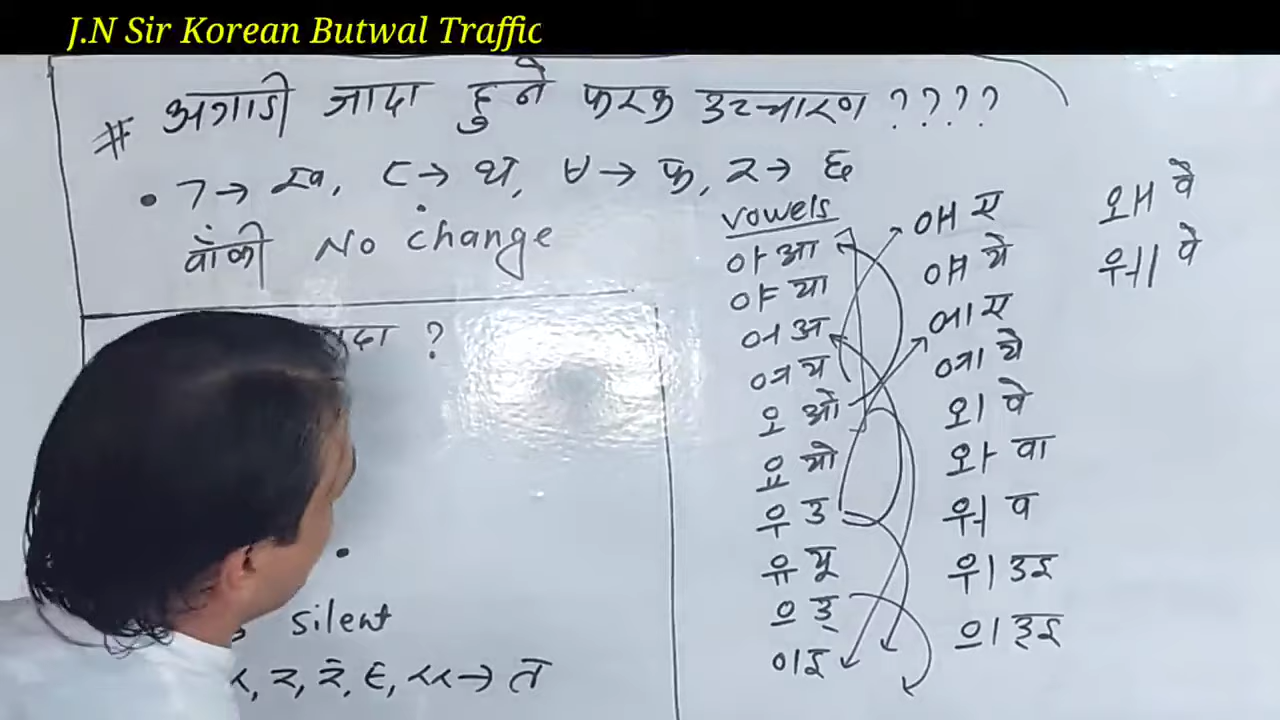 J.N Sir Korean Butwal Traffic
# अगाडी जादा हुने फरक उच्चारण ????
• ㄱ→ ख, ㄷ→ थ, ㅂ→ फ, ㅈ→ छ
बाँकी No change
?
silent
ㅈ, ㅊ, ㅌ, ㅆ→ त
vowels
아 आ
야 या
어 अ
여 य
오 ओ
요 यो
우 उ
유 यू
으 उ्
이 इ
애 ए
얘 ये
에 ए
예 ये
외 वे
와 वा
워 व
위 उइ
의 उ्इ
왜 वे
웨 वे